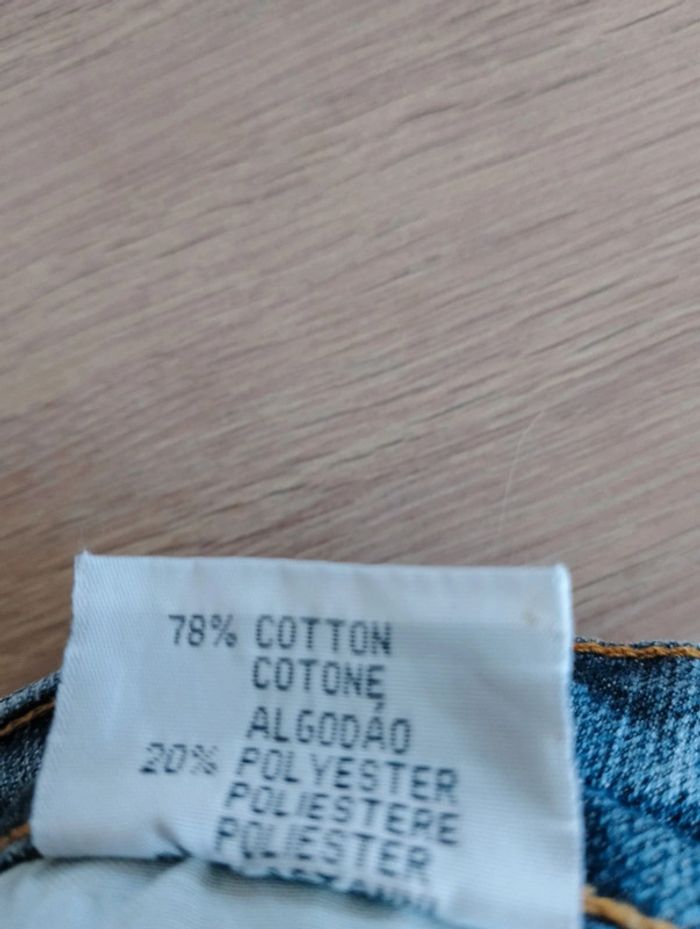 78% COTTON
COTONE
ALGODÃO
20% POLYESTER
POLIESTERE
POLIESTER